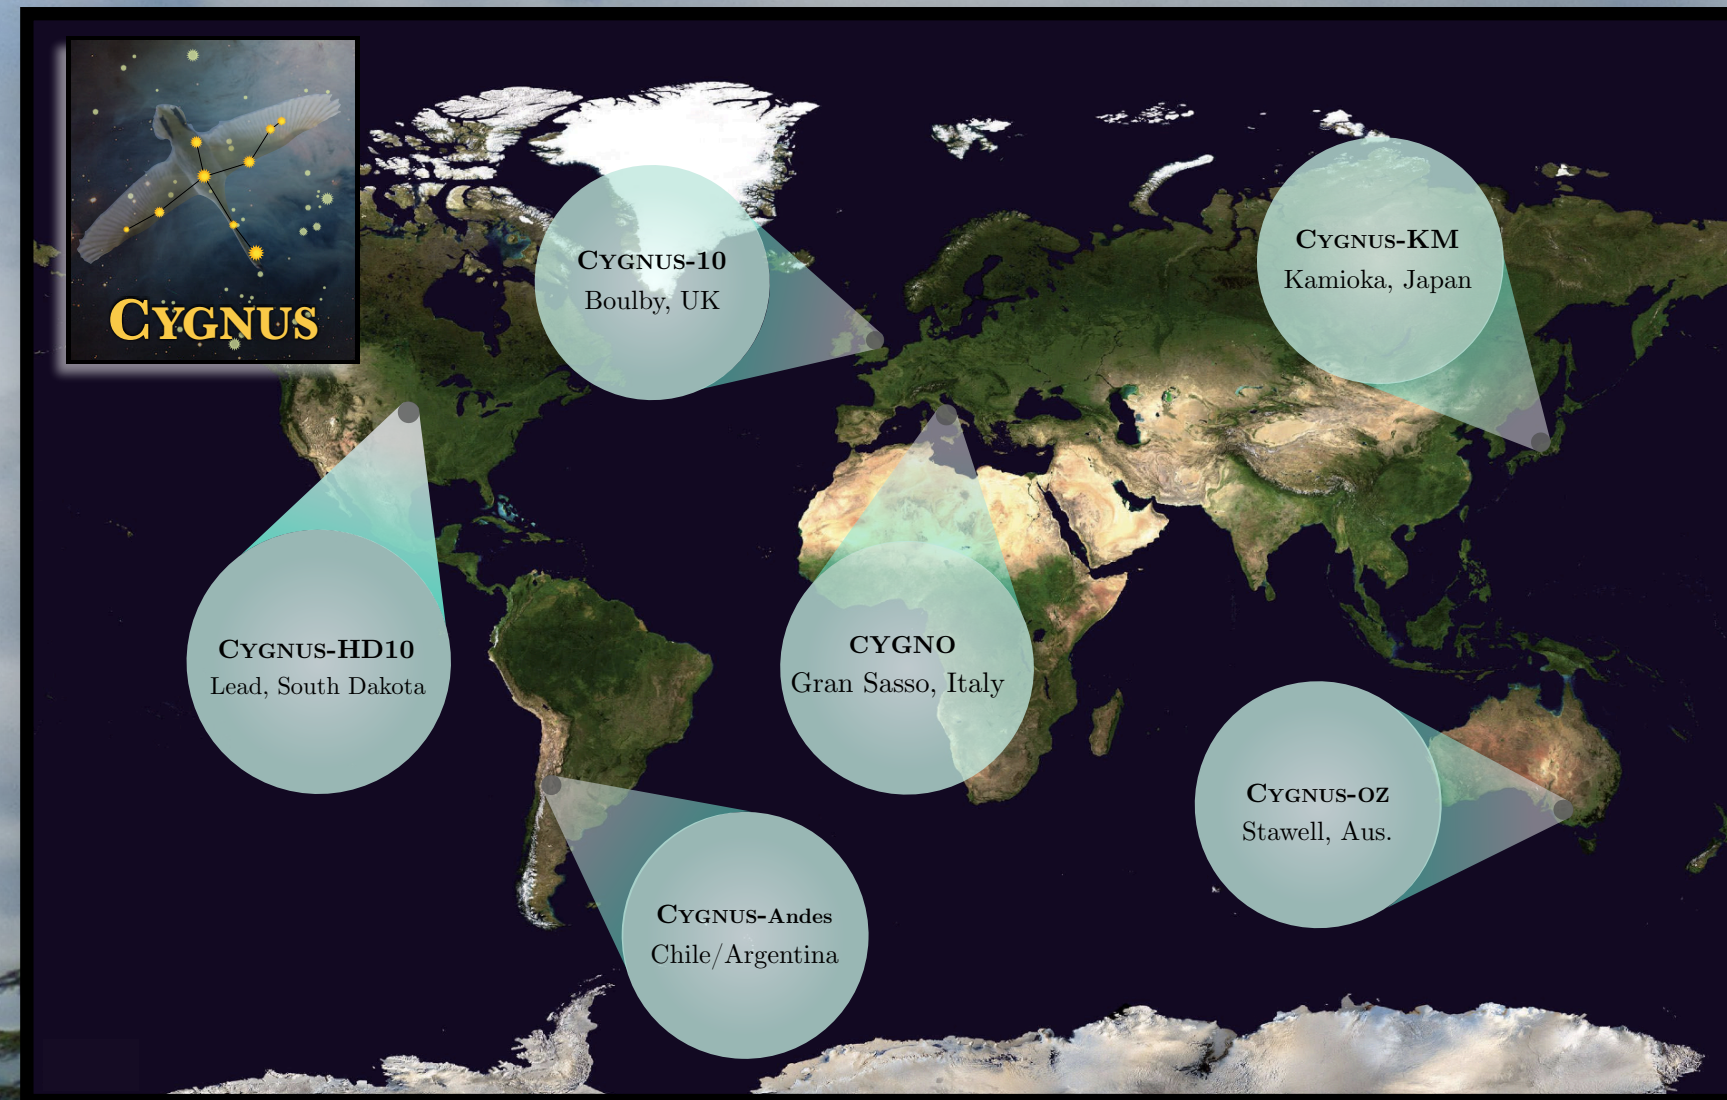 CYGNUS
CYGNUS-10
Boulby, UK
CYGNUS-KM
Kamioka, Japan
CYGNUS-HD10
Lead, South Dakota
CYGNO
Gran Sasso, Italy
CYGNUS-OZ
Stawell, Aus.
CYGNUS-Andes
Chile/Argentina